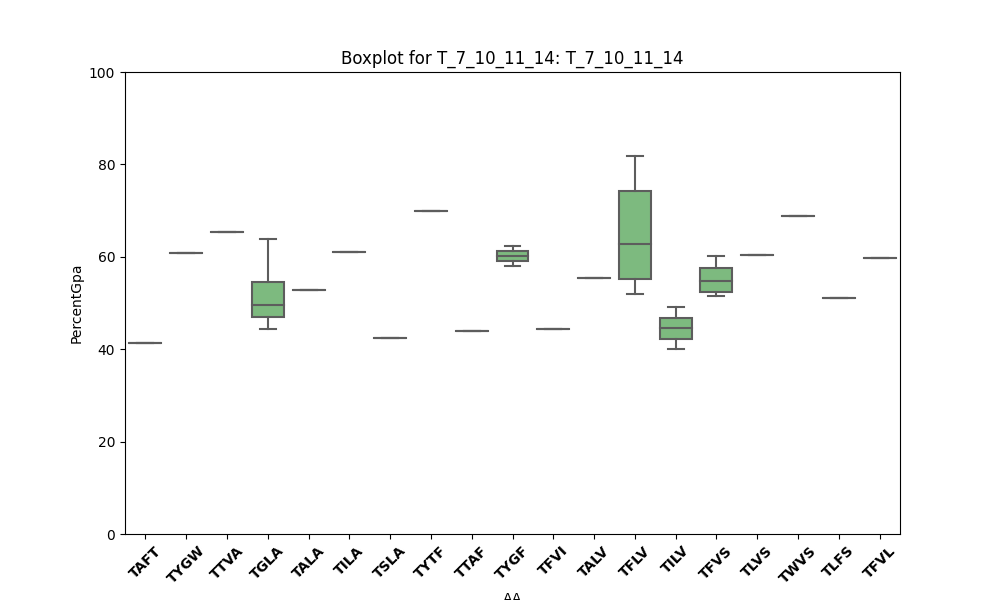 Boxplot for T_7_10_11_14: T_7_10_11_14
100
80
60
40
20
0
PercentGpa
TAFT
TYGW
TTVA
TGLA
TALA
TILA
TSLA
TYTF
TTAF
TYGF
TFVI
TALV
TFLV
TILV
TFVS
TLVS
TWVS
TLFS
TFVL
AA